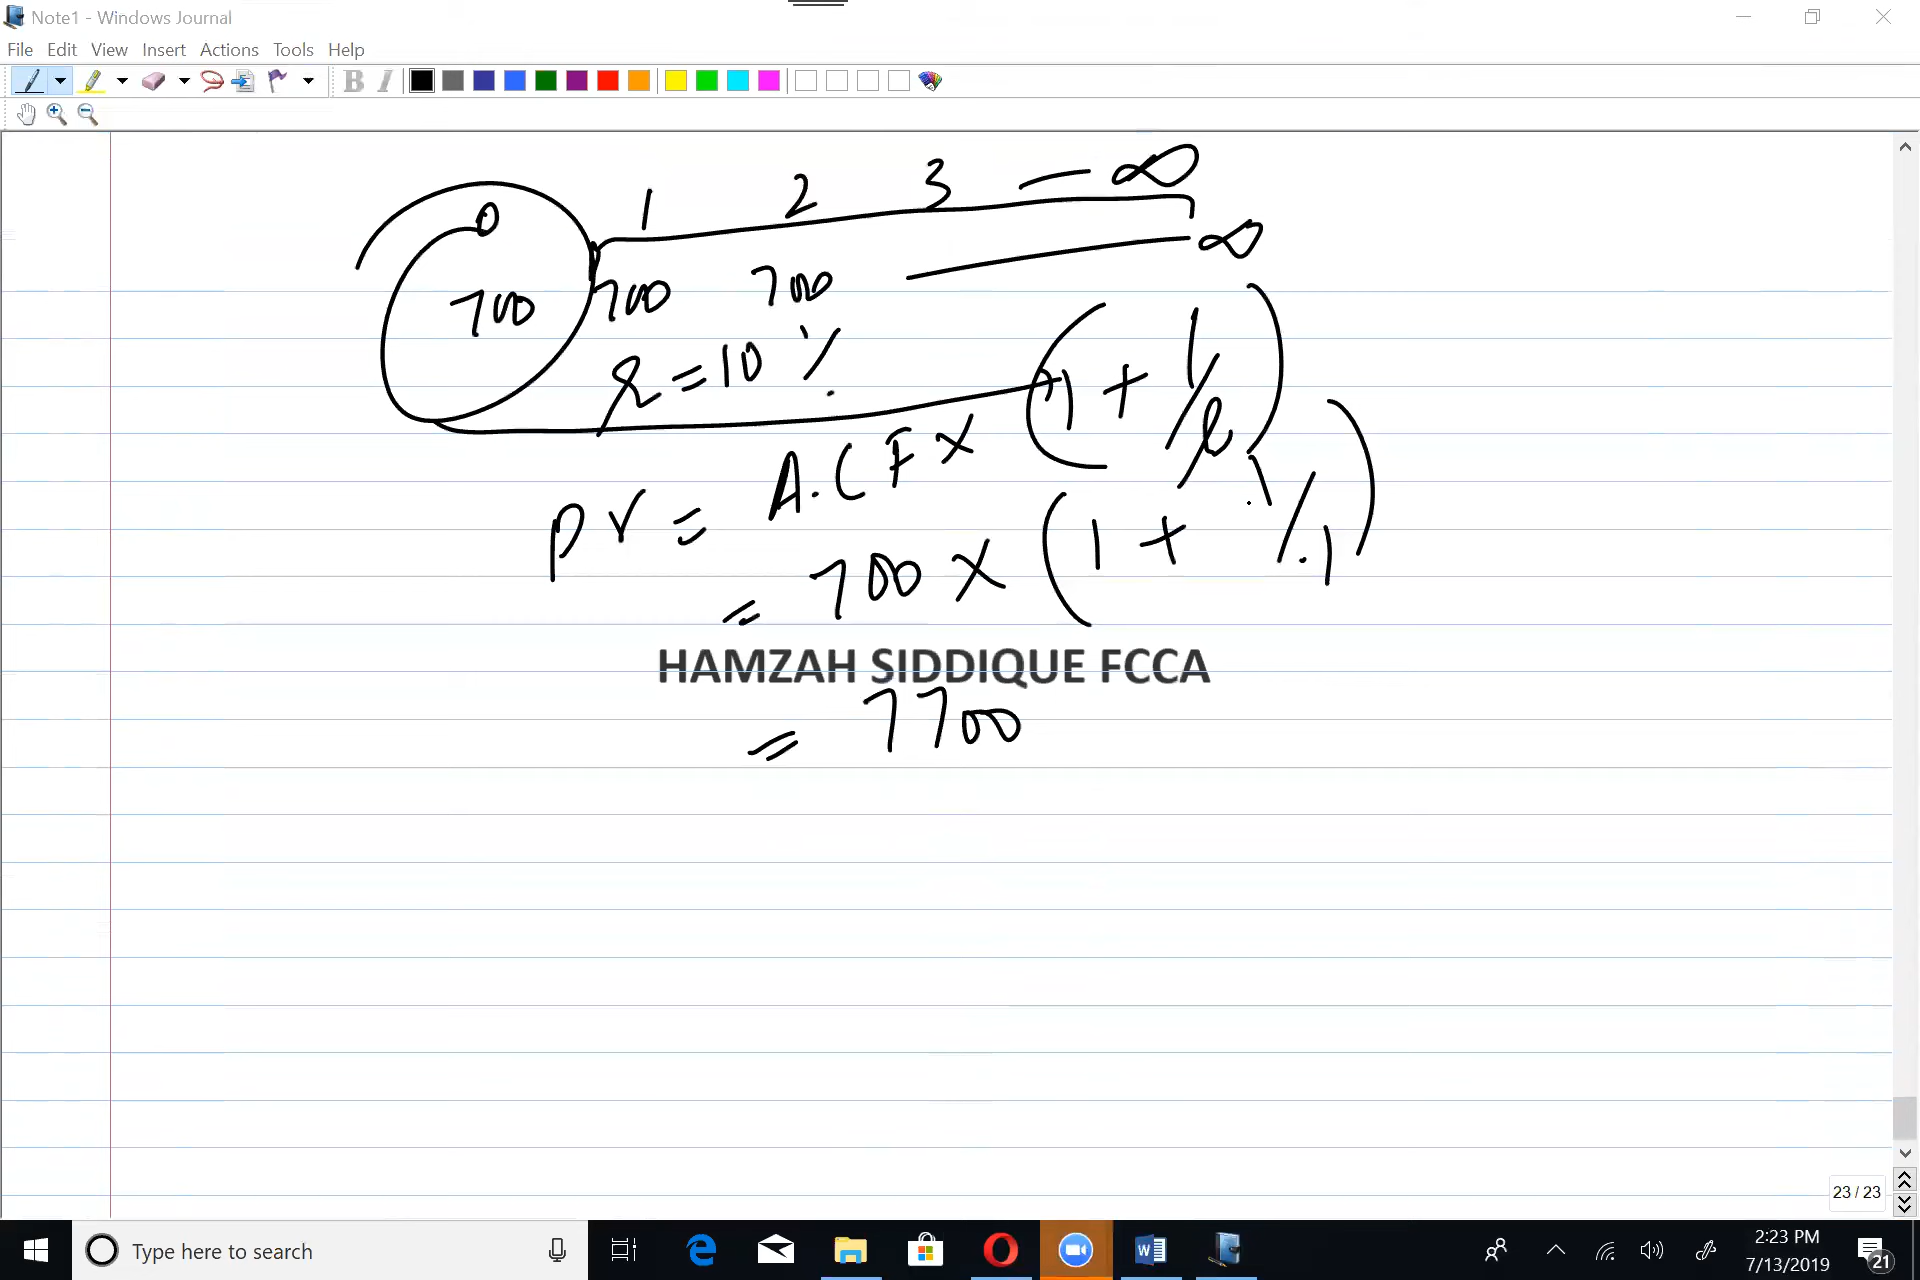 Note1 - Windows Journal
File Edit View Insert Actions Tools Help
B I
0 1 2 3 — ∞
700 700 700 —— ∞
r = 10 %
PV = A.CF x (1 + 1/r)
= 700 x (1 + 1/.1)
HAMZAH SIDDIQUE FCCA
= 7700
23 / 23
Type here to search
2:23 PM
7/13/2019
21